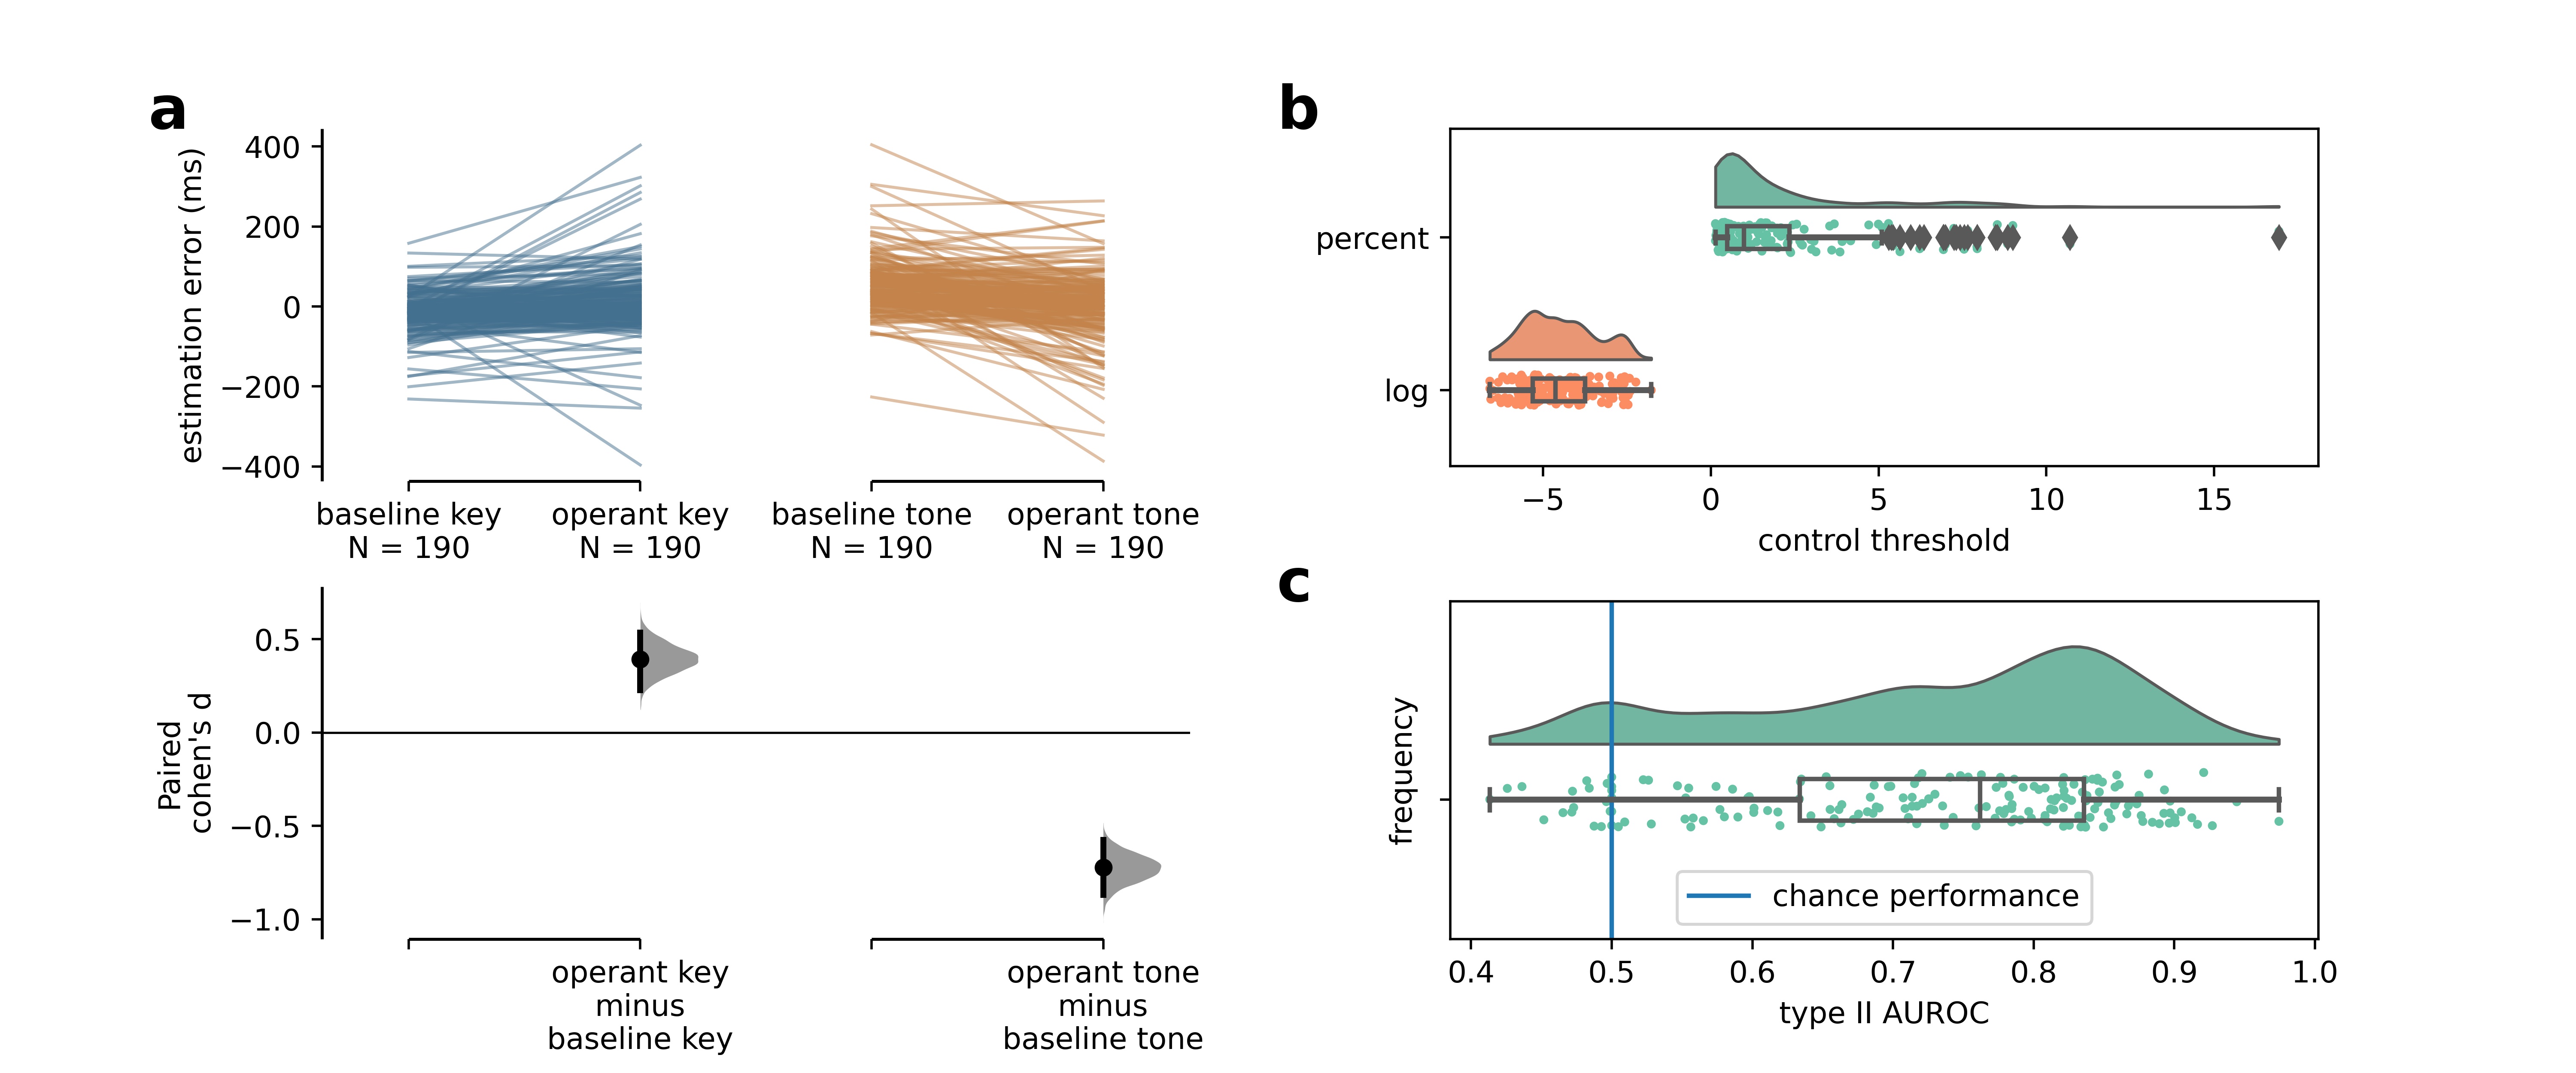 a
estimation error (ms)
400
200
0
−200
−400
baseline key
N = 190
operant key
N = 190
baseline tone
N = 190
operant tone
N = 190
Paired
cohen's d
0.5
0.0
−0.5
−1.0
operant key
minus
baseline key
operant tone
minus
baseline tone
b
percent
log
−5
0
5
10
15
control threshold
c
frequency
chance performance
0.4
0.5
0.6
0.7
0.8
0.9
1.0
type II AUROC